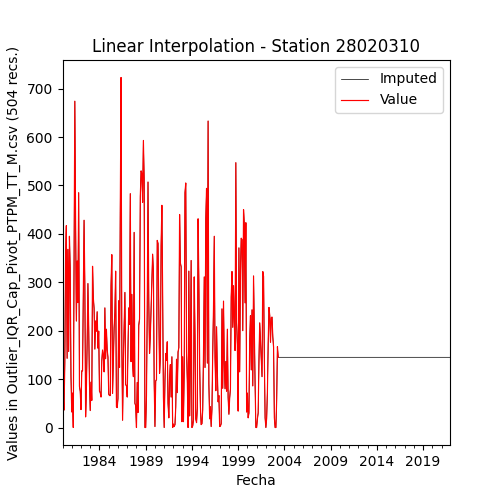 Linear Interpolation - Station 28020310
Imputed
Value
Values in Outlier_IQR_Cap_Pivot_PTPM_TT_M.csv (504 recs.)
700
600
500
400
300
200
100
0
1984 1989 1994 1999 2004 2009 2014 2019
Fecha